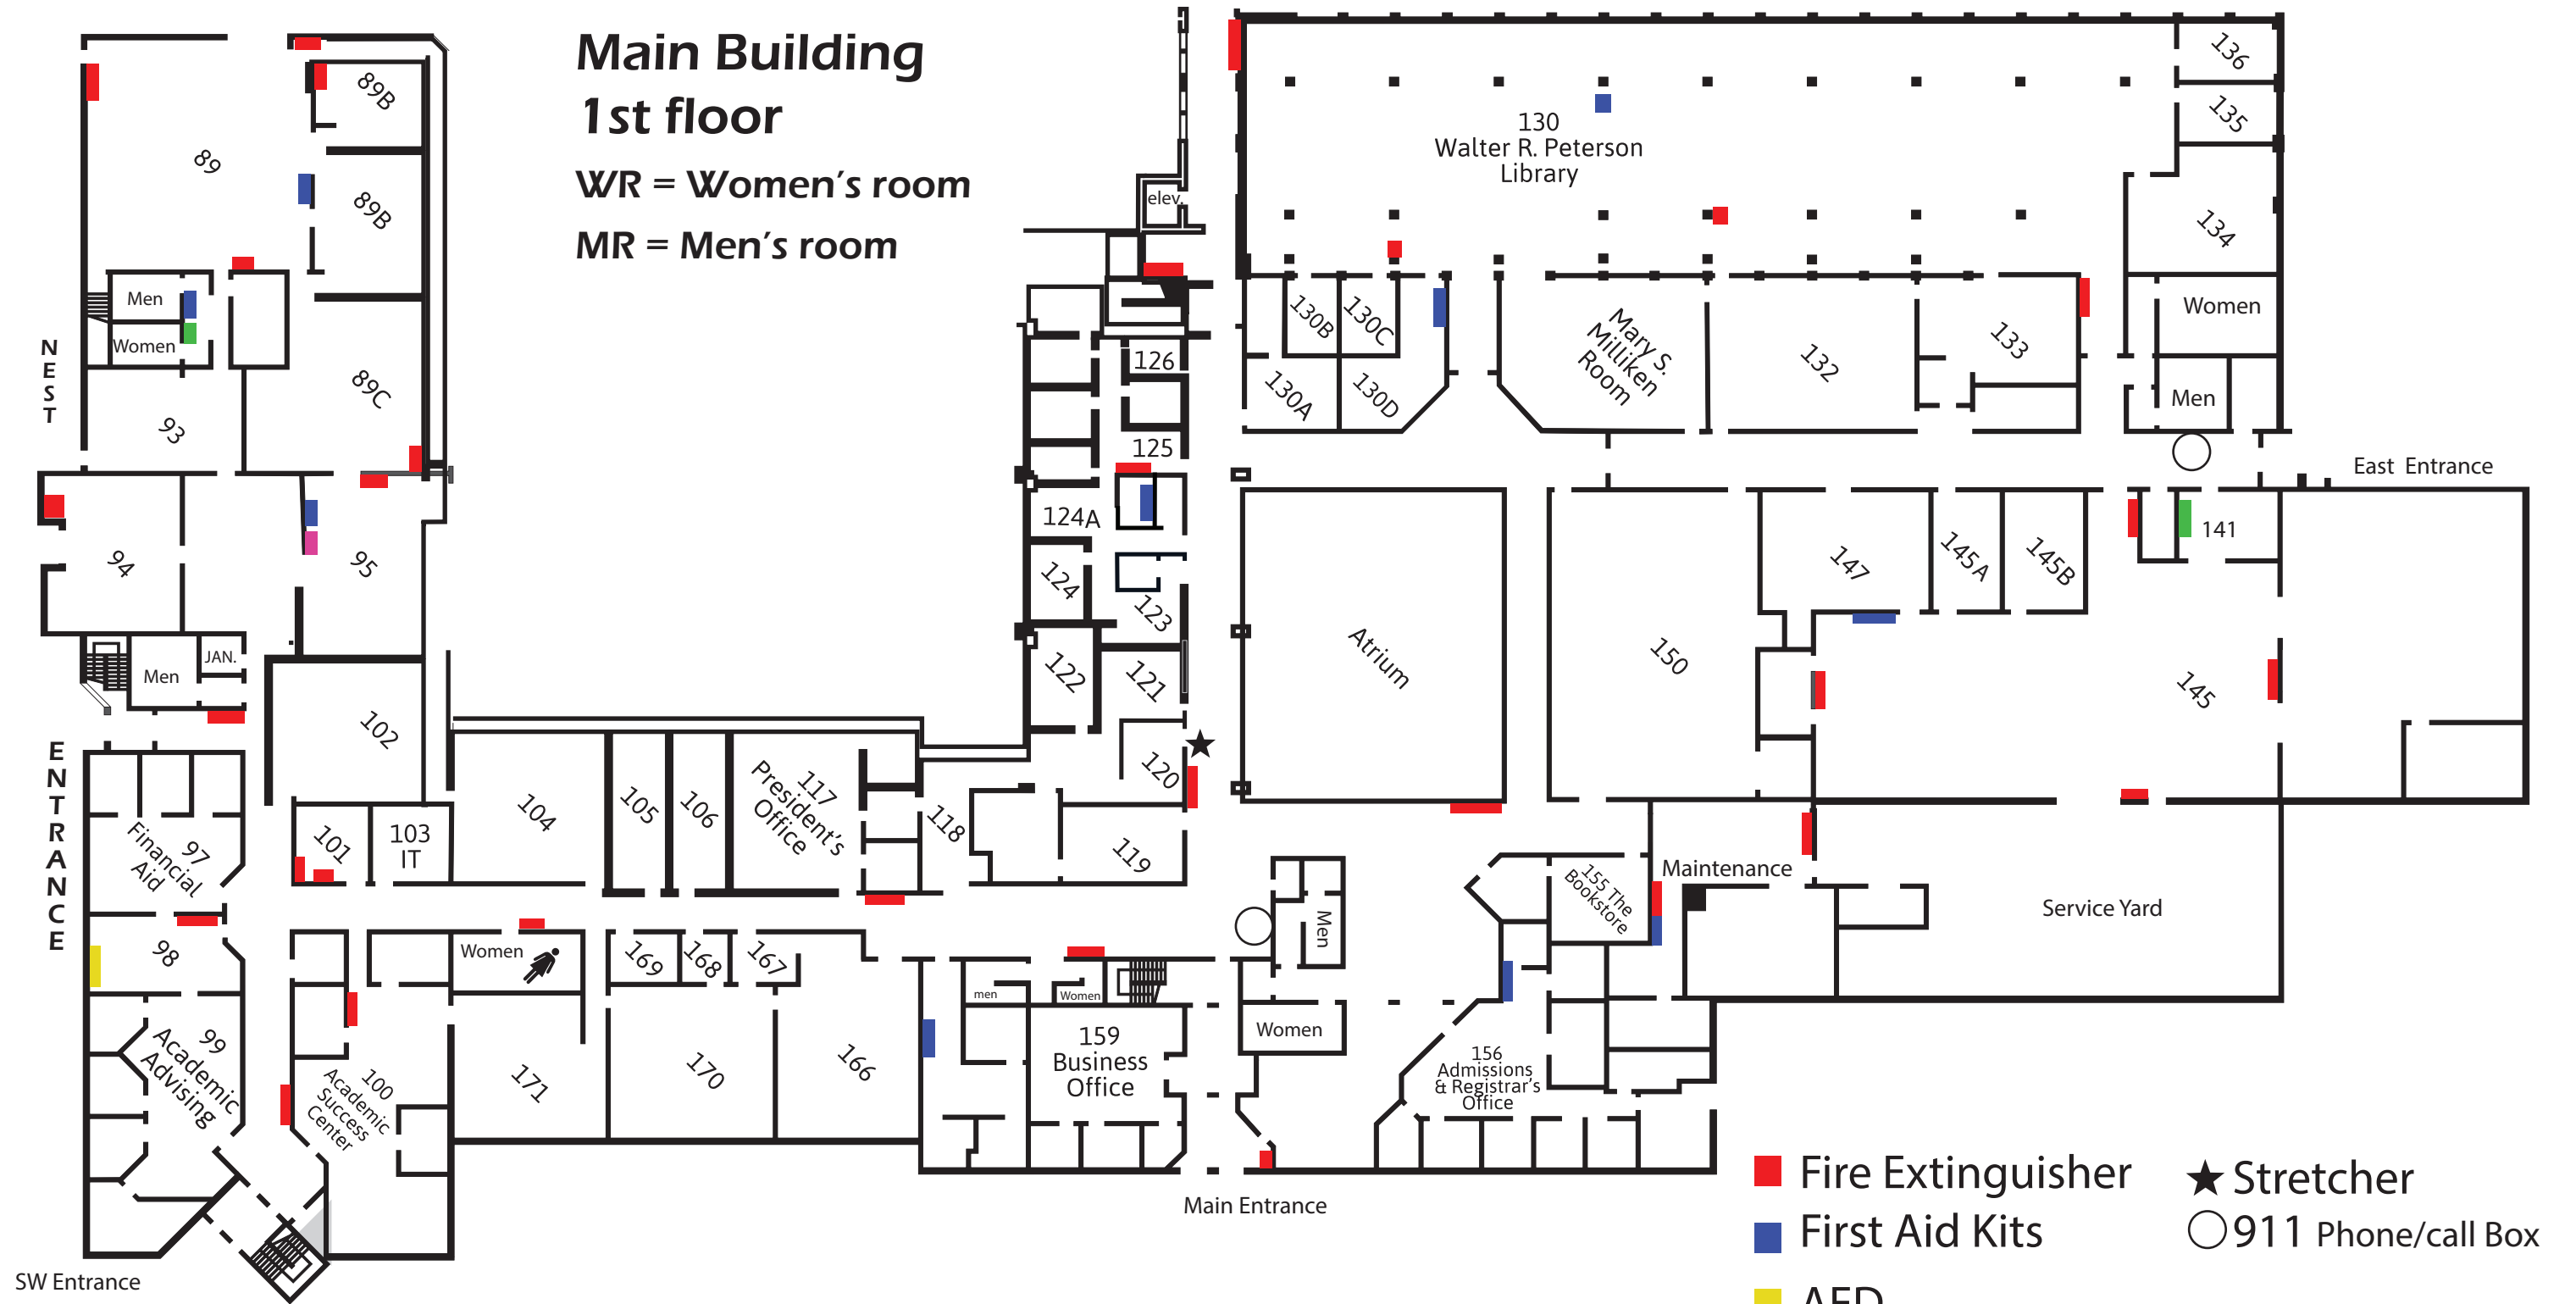 Main Building
1st floor
WR = Women's room
MR = Men's room
89
89B
89B
89C
Men
Women
93
NEST
94
95
Men
JAN.
102
ENTRANCE
97
Financial
Aid
98
99
Academic
Advising
100
Academic
Success
Center
101
103
IT
104
105
106
117
President's
Office
118
119
120
121
122
123
124
124A
125
126
elev.
Women
169
168
167
171
170
166
men
Women
159
Business
Office
Men
Women
Main Entrance
SW Entrance
130
Walter R. Peterson
Library
130B
130C
130A
130D
Mary S.
Milliken
Room
132
133
134
135
136
Women
Men
East Entrance
Atrium
150
147
145A
145B
141
145
155 The
Bookstore
Maintenance
Service Yard
156
Admissions
& Registrar's
Office
Fire Extinguisher
First Aid Kits
AED
Stretcher
911 Phone/call Box